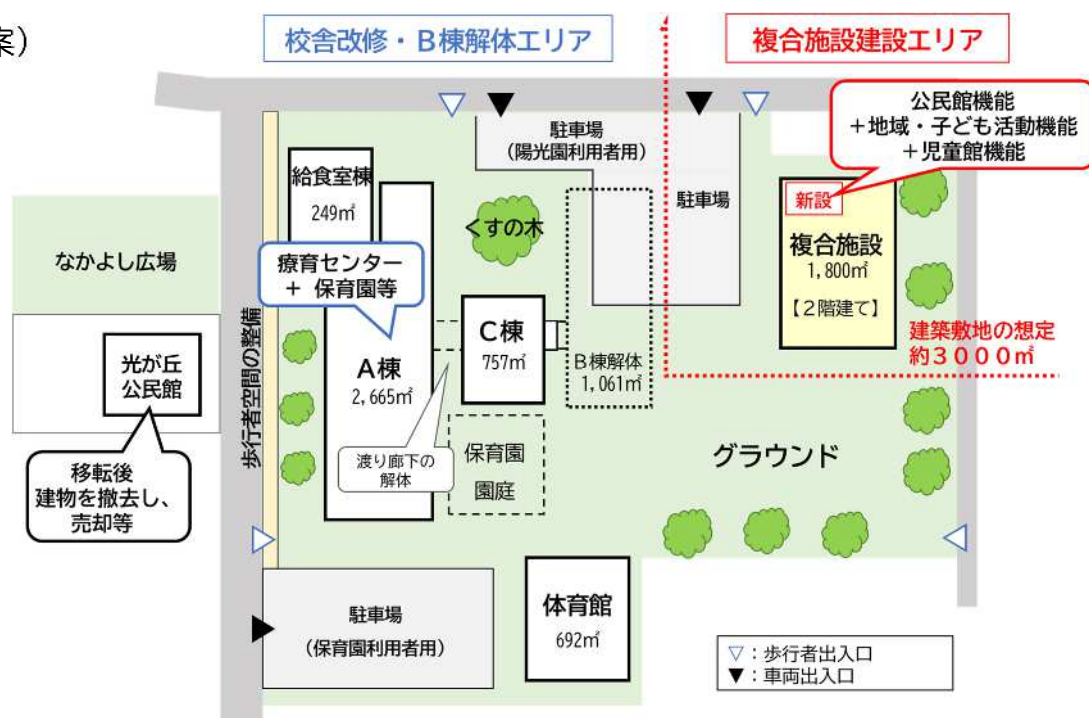 案）
校舎改修・Ｂ棟解体エリア
複合施設建設エリア
公民館機能
＋地域・子ども活動機能
＋児童館機能
駐車場
（陽光園利用者用）
駐車場
給食室棟
249㎡
くすの木
新設
複合施設
1,800㎡
【２階建て】
なかよし広場
療育センター
＋ 保育園等
歩行者空間の整備
Ｃ棟
757㎡
Ｂ棟解体
1,061㎡
建築敷地の想定
約３０００㎡
光が丘
公民館
Ａ棟
2,665㎡
渡り廊下の
解体
保育園
園庭
グラウンド
移転後
建物を撤去し、
売却等
駐車場
（保育園利用者用）
体育館
692㎡
▽：歩行者出入口
▼：車両出入口